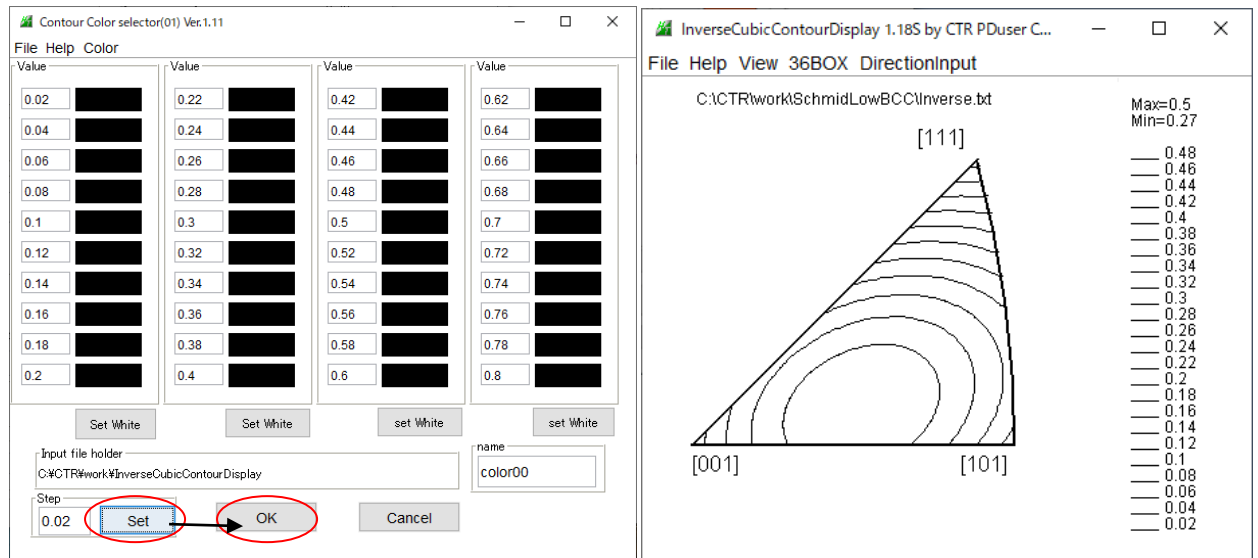 Contour Color selector(01) Ver.1.11
File Help Color
Value Value Value Value
0.02 0.22 0.42 0.62
0.04 0.24 0.44 0.64
0.06 0.26 0.46 0.66
0.08 0.28 0.48 0.68
0.1 0.3 0.5 0.7
0.12 0.32 0.52 0.72
0.14 0.34 0.54 0.74
0.16 0.36 0.56 0.76
0.18 0.38 0.58 0.78
0.2 0.4 0.6 0.8
Set White Set White set White set White
Input file holder
C:¥CTR¥work¥InverseCubicContourDisplay
name
color00
Step
0.02 Set OK Cancel
InverseCubicContourDisplay 1.18S by CTR PDuser C...
File Help View 36BOX DirectionInput
C:\CTR\work\SchmidLowBCC\Inverse.txt
Max=0.5
Min=0.27
[111]
0.48
0.46
0.44
0.42
0.4
0.38
0.36
0.34
0.32
0.3
0.28
0.26
0.24
0.22
0.2
0.18
0.16
0.14
0.12
0.1
0.08
0.06
0.04
0.02
[001] [101]